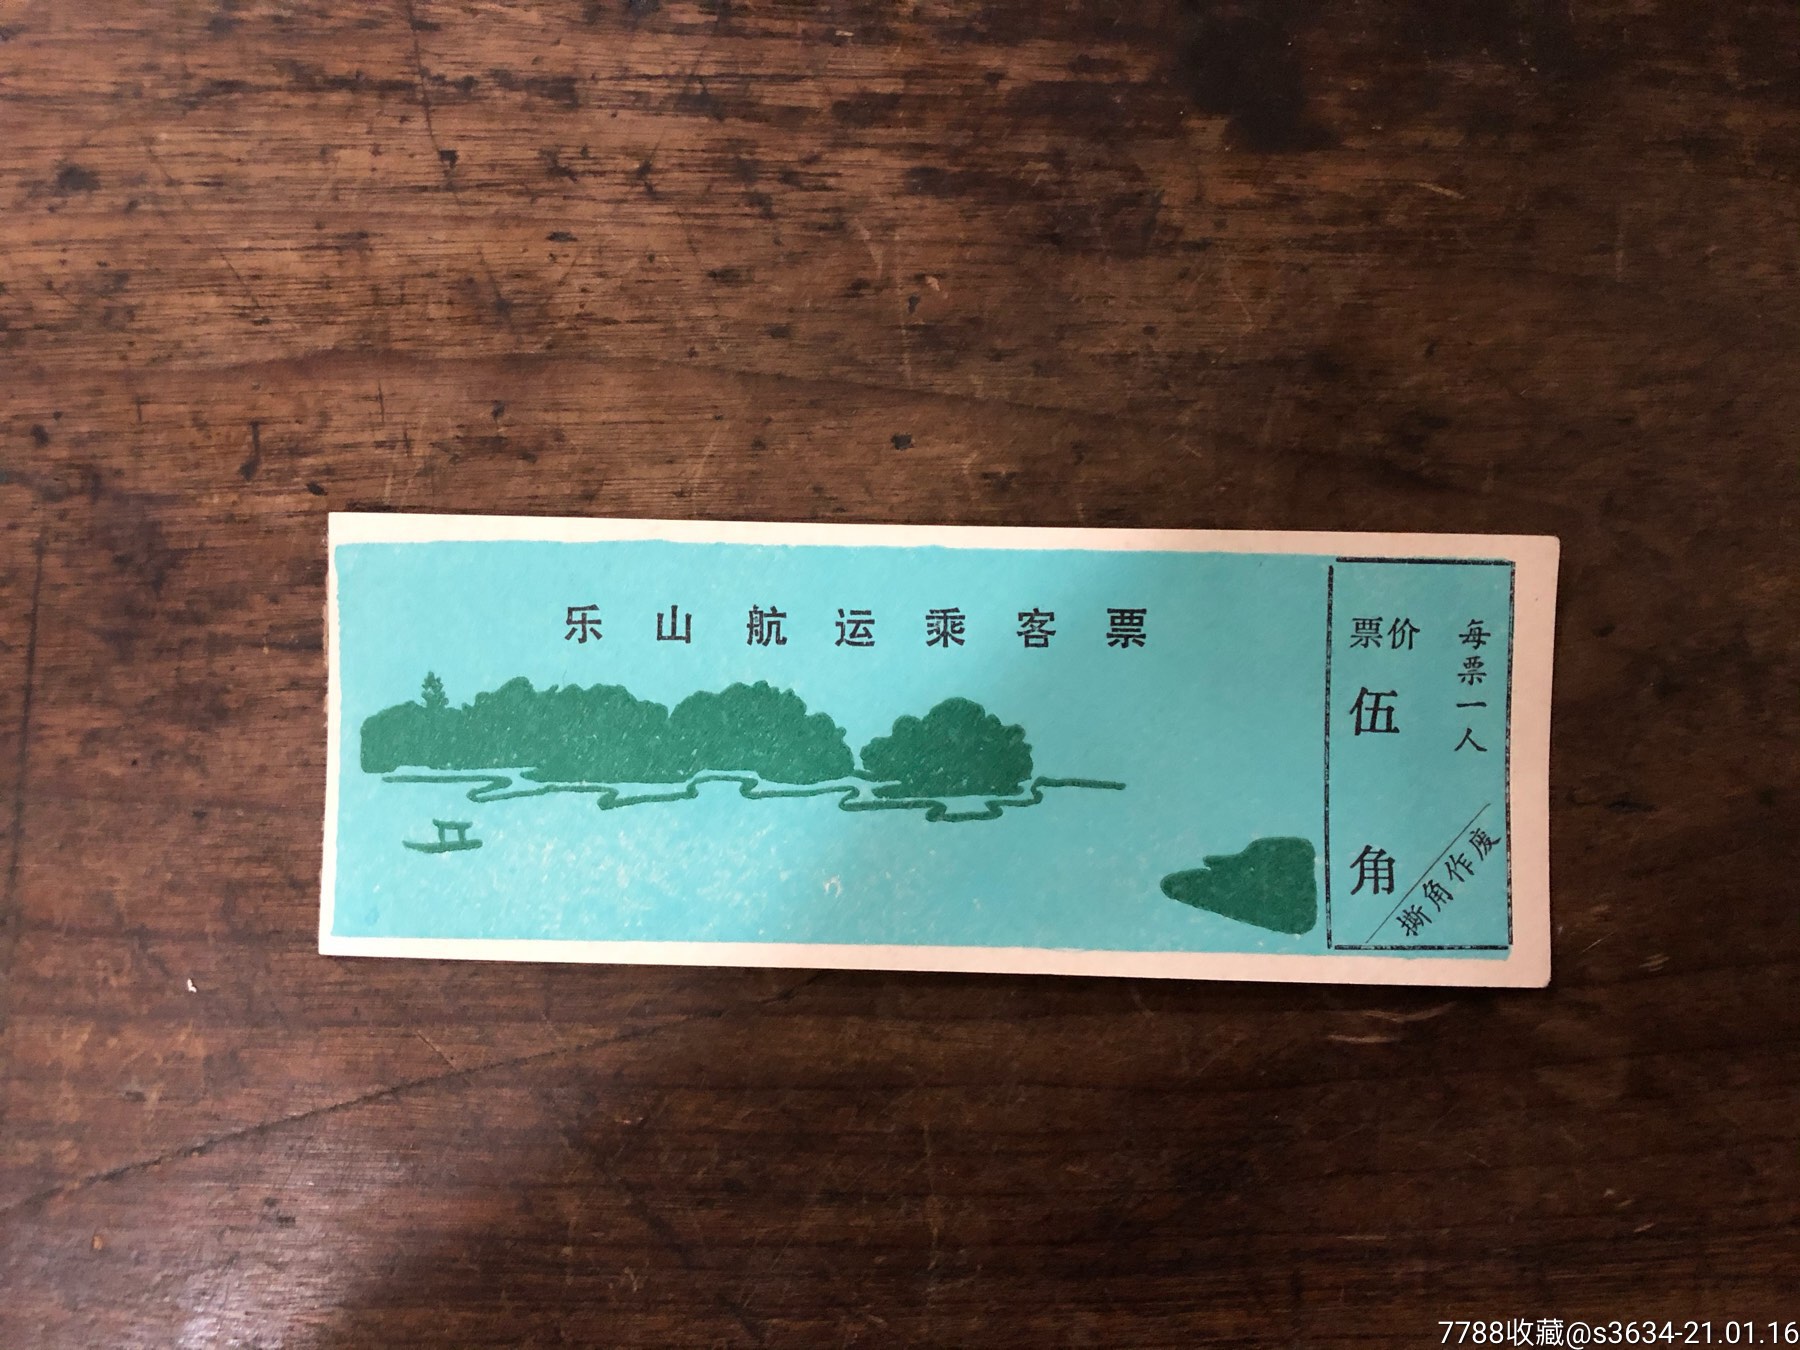 乐山航运乘客票
票价
伍
角
每票一人
撕角作废
7788收藏@s3634-21.01.16